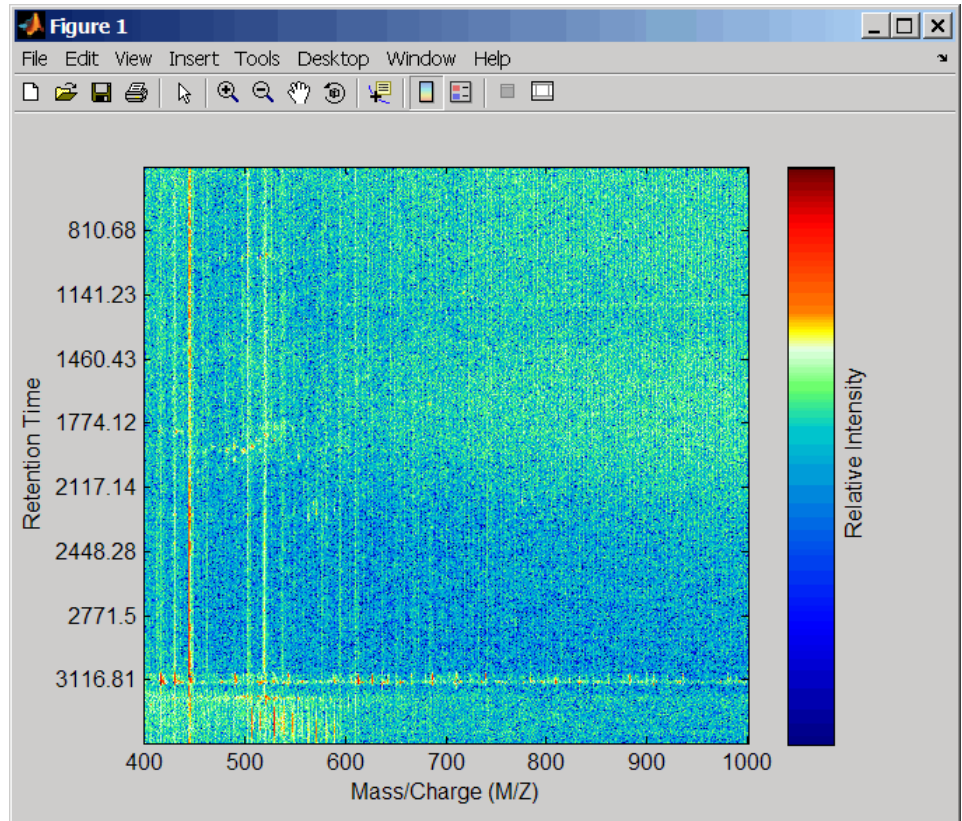 Figure 1
File Edit View Insert Tools Desktop Window Help
810.68
1141.23
1460.43
1774.12
2117.14
2448.28
2771.5
3116.81
Retention Time
400 500 600 700 800 900 1000
Mass/Charge (M/Z)
Relative Intensity